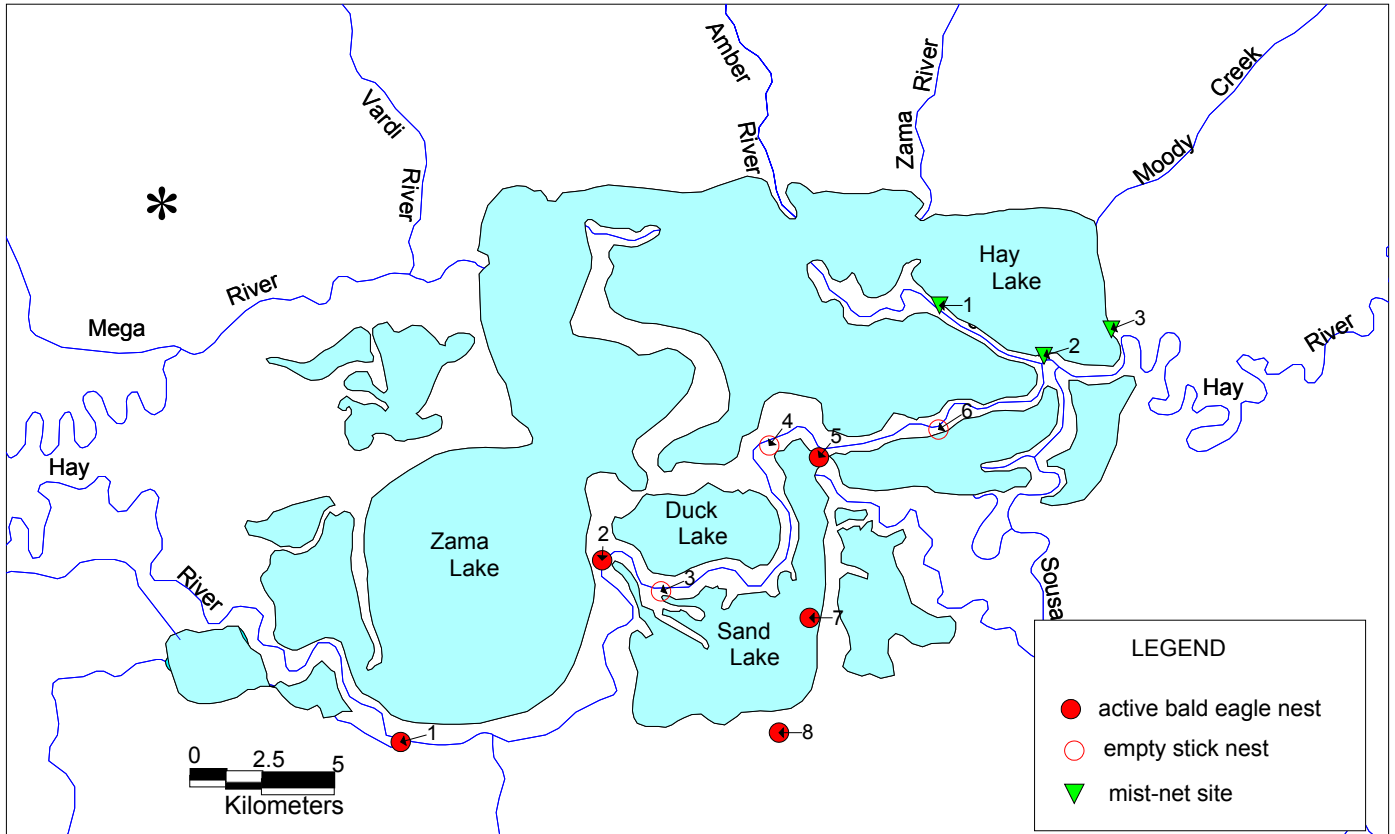 Amber
River
Zama
River
Moody
Creek
Vardi
River
*
Mega
River
Hay
Lake
1
2
3
Hay
River
6
4
5
Hay
River
Duck
Lake
Zama
Lake
2
3
Sand
Lake
7
8
1
Sousa
0 2.5 5
Kilometers
LEGEND
active bald eagle nest
empty stick nest
mist-net site